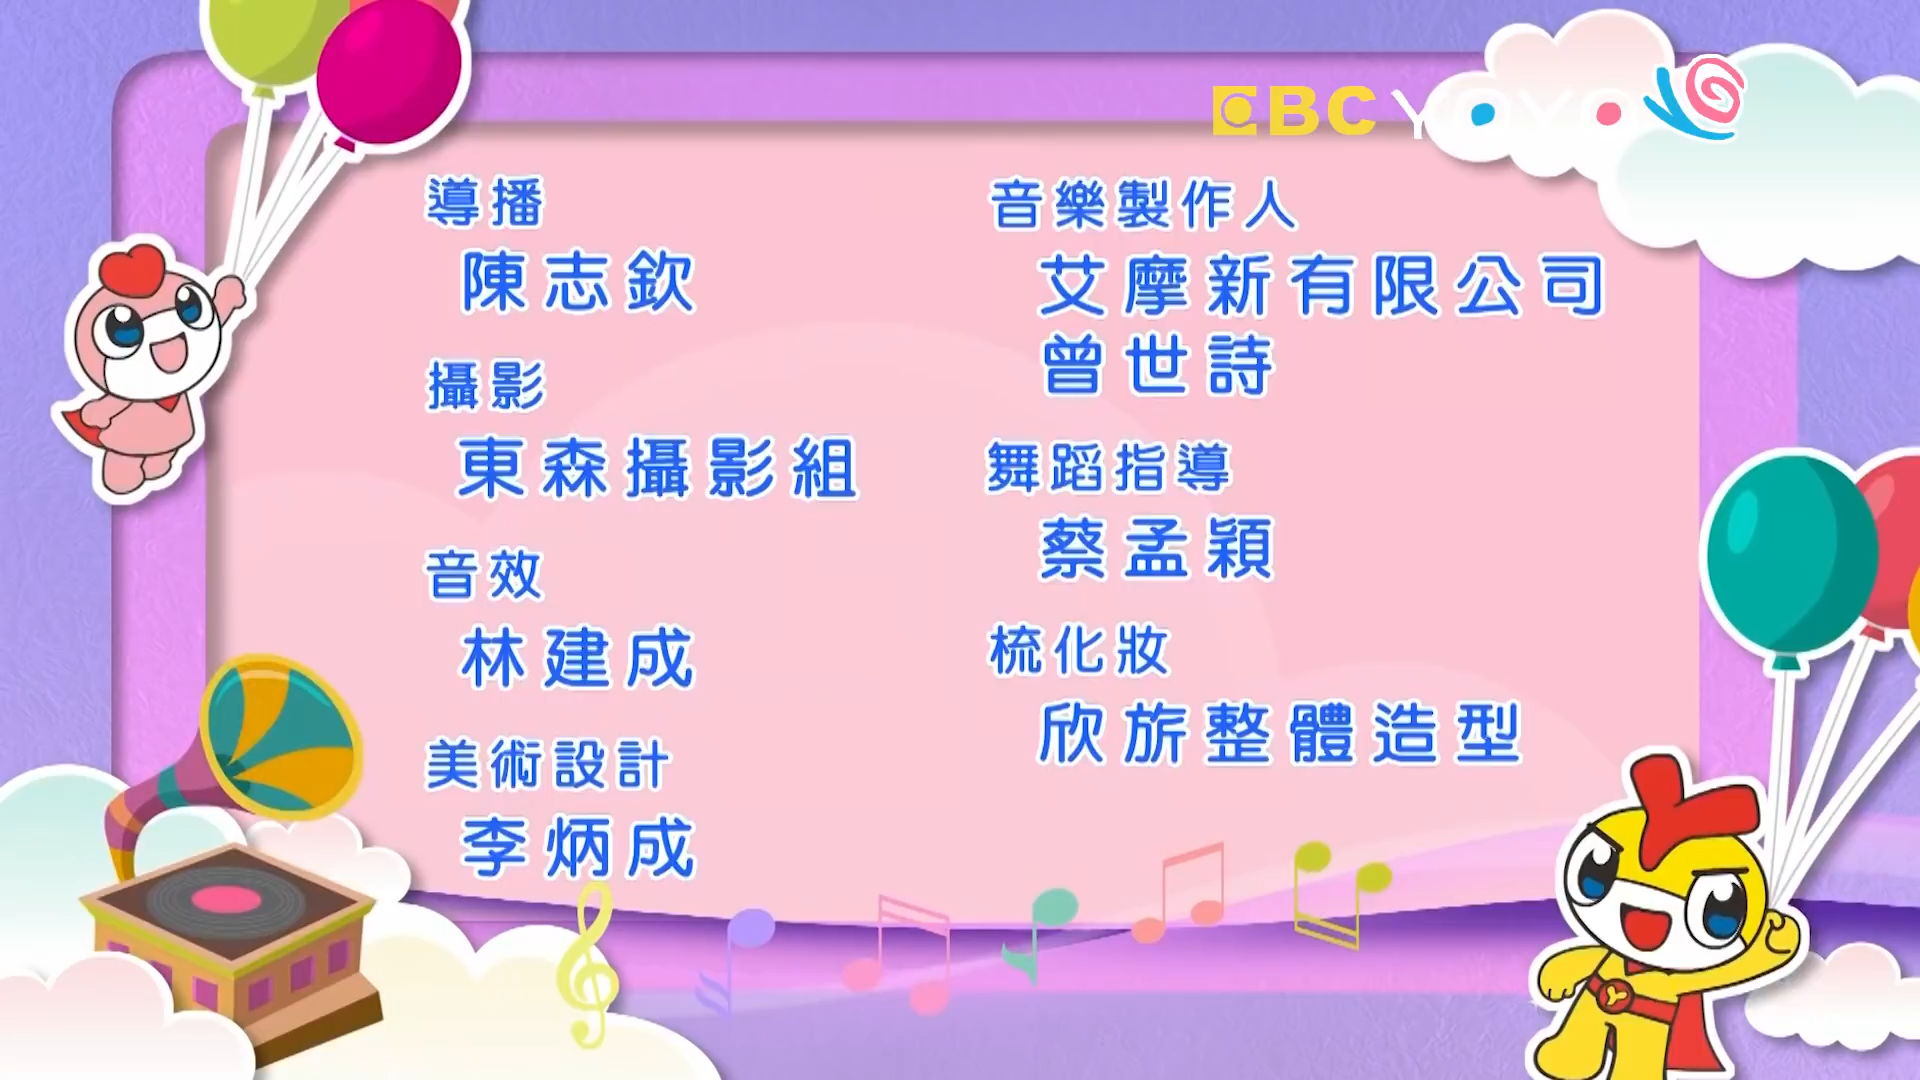 EBC YOYO
導播
陳志欽
攝影
東森攝影組
音效
林建成
美術設計
李炳成
音樂製作人
艾摩新有限公司
曾世詩
舞蹈指導
蔡孟穎
梳化妝
欣旂整體造型